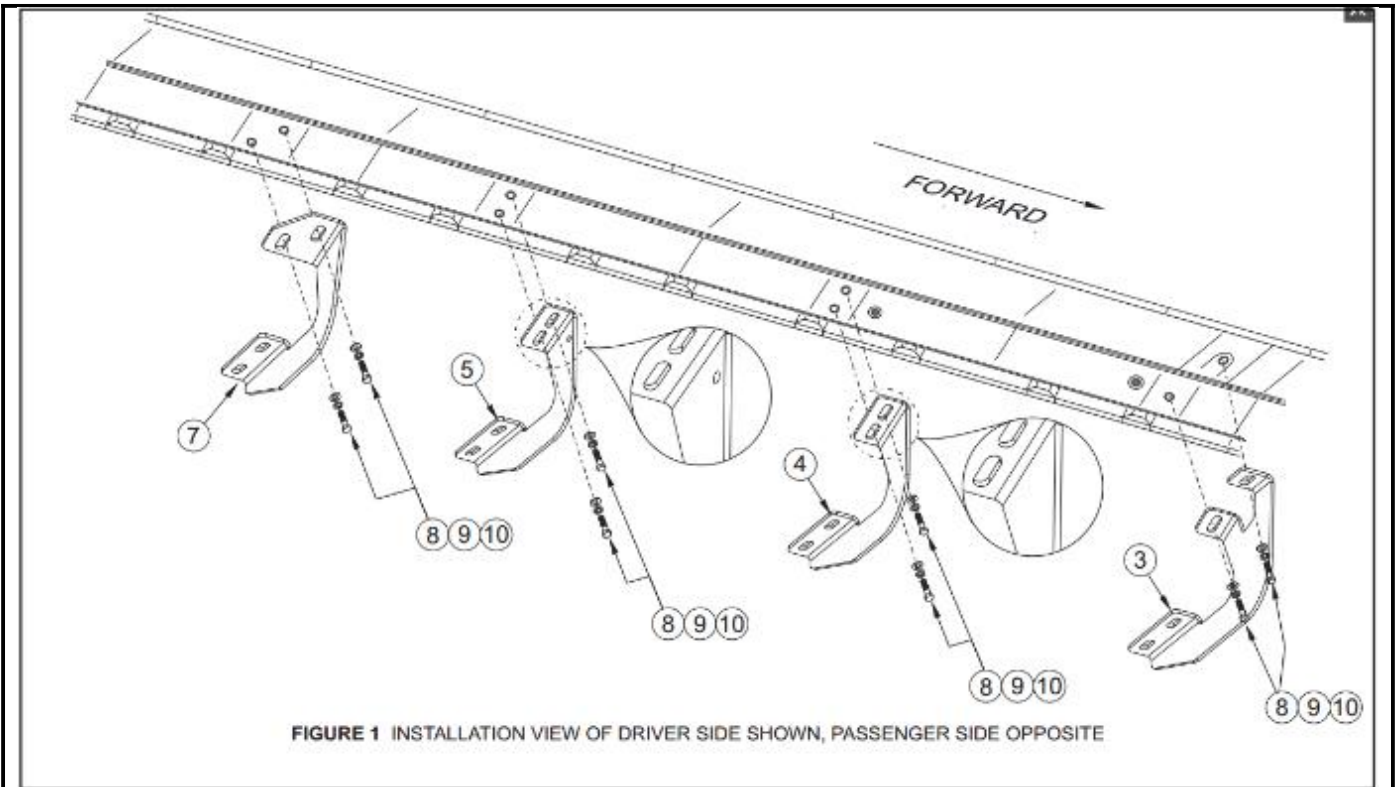 FORWARD
5
7
4
8 9 10
3
8 9 10
8 9 10
8 9 10
FIGURE 1 INSTALLATION VIEW OF DRIVER SIDE SHOWN, PASSENGER SIDE OPPOSITE